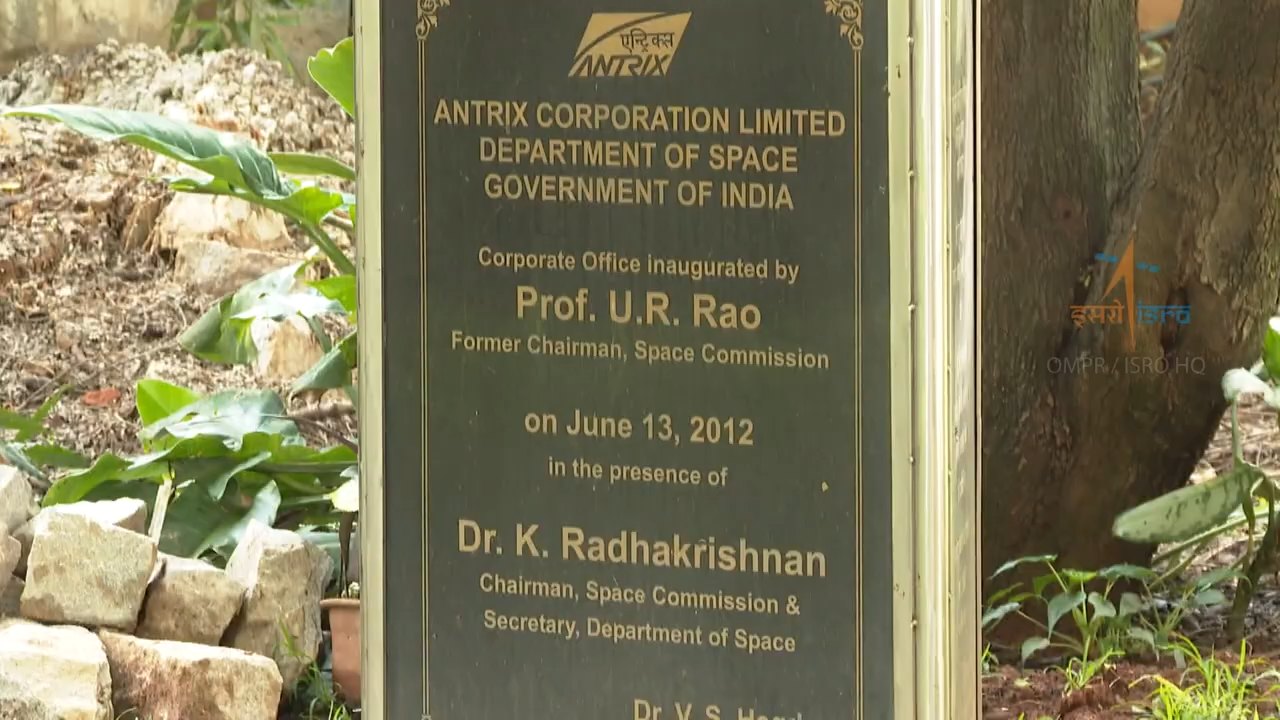 एन्ट्रिक्स
ANTRIX
ANTRIX CORPORATION LIMITED
DEPARTMENT OF SPACE
GOVERNMENT OF INDIA
Corporate Office inaugurated by
Prof. U.R. Rao
Former Chairman, Space Commission
on June 13, 2012
in the presence of
Dr. K. Radhakrishnan
Chairman, Space Commission &
Secretary, Department of Space
Dr. V. S.
इसरो isro
OMPR / ISRO HQ